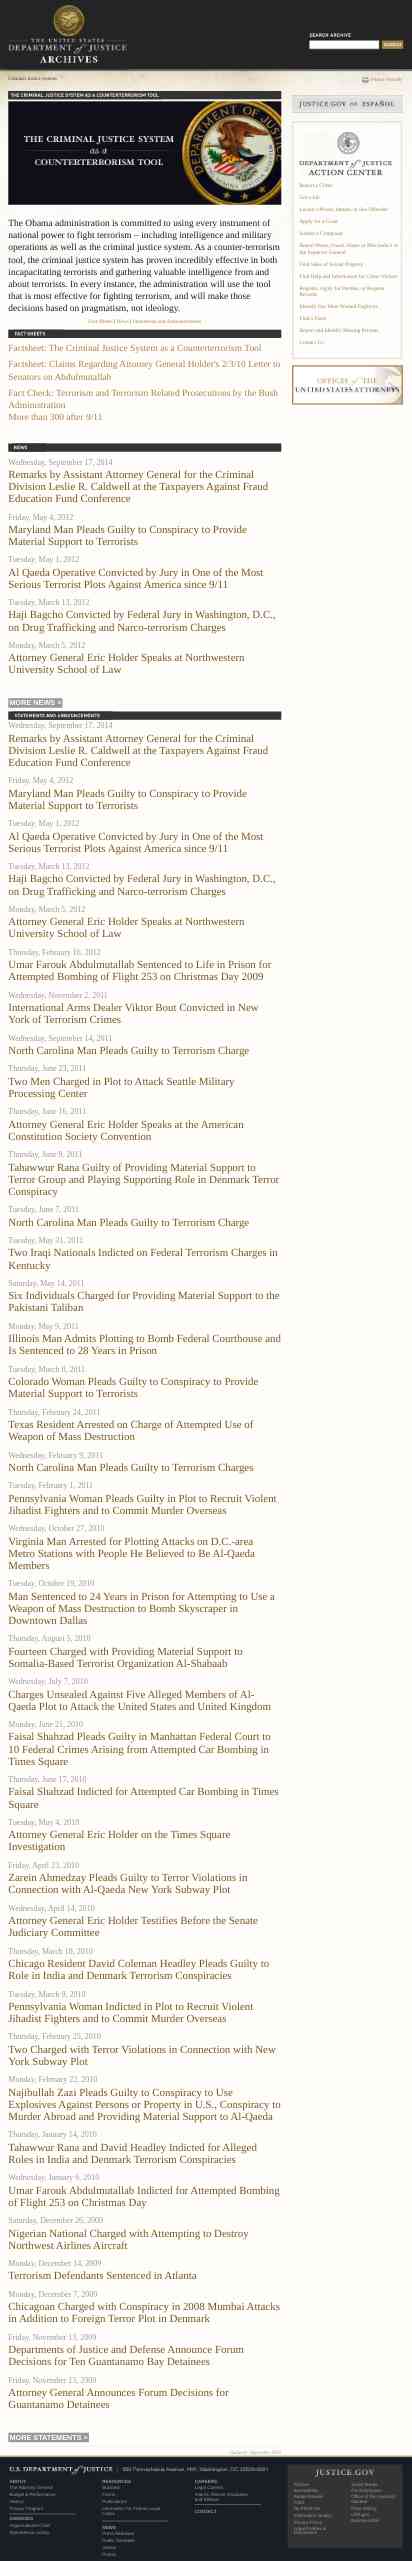 THE UNITED STATES
DEPARTMENT OF JUSTICE
ARCHIVES
SEARCH ARCHIVE
SEARCH
Printer Friendly
THE CRIMINAL JUSTICE SYSTEM AS A COUNTERTERRORISM TOOL
THE CRIMINAL JUSTICE SYSTEM
as a
COUNTERTERRORISM TOOL
The Obama administration is committed to using every instrument of
national power to fight terrorism – including intelligence and military
operations as well as the criminal justice system. As a counter-terrorism
tool, the criminal justice system has proven incredibly effective in both
incapacitating terrorists and gathering valuable intelligence from and
about terrorists. In every instance, the administration will use the tool
that is most effective for fighting terrorism, and will make those
decisions based on pragmatism, not ideology.
Fact Sheets | News | Statements and Announcements
FACT SHEETS
Factsheet: The Criminal Justice System as a Counterterrorism Tool
Factsheet: Claims Regarding Attorney General Holder's 2/3/10 Letter to
Senators on Abdulmutallab
Fact Check: Terrorism and Terrorism Related Prosecutions by the Bush
Administration
More than 300 after 9/11
NEWS
Wednesday, September 17, 2014
Remarks by Assistant Attorney General for the Criminal
Division Leslie R. Caldwell at the Taxpayers Against Fraud
Education Fund Conference
Friday, May 4, 2012
Maryland Man Pleads Guilty to Conspiracy to Provide
Material Support to Terrorists
Tuesday, May 1, 2012
Al Qaeda Operative Convicted by Jury in One of the Most
Serious Terrorist Plots Against America since 9/11
Tuesday, March 13, 2012
Haji Bagcho Convicted by Federal Jury in Washington, D.C.,
on Drug Trafficking and Narco-terrorism Charges
Monday, March 5, 2012
Attorney General Eric Holder Speaks at Northwestern
University School of Law
MORE NEWS »
STATEMENTS AND ANNOUNCEMENTS
Wednesday, September 17, 2014
Remarks by Assistant Attorney General for the Criminal
Division Leslie R. Caldwell at the Taxpayers Against Fraud
Education Fund Conference
Friday, May 4, 2012
Maryland Man Pleads Guilty to Conspiracy to Provide
Material Support to Terrorists
Tuesday, May 1, 2012
Al Qaeda Operative Convicted by Jury in One of the Most
Serious Terrorist Plots Against America since 9/11
Tuesday, March 13, 2012
Haji Bagcho Convicted by Federal Jury in Washington, D.C.,
on Drug Trafficking and Narco-terrorism Charges
Monday, March 5, 2012
Attorney General Eric Holder Speaks at Northwestern
University School of Law
Thursday, February 16, 2012
Umar Farouk Abdulmutallab Sentenced to Life in Prison for
Attempted Bombing of Flight 253 on Christmas Day 2009
Wednesday, November 2, 2011
International Arms Dealer Viktor Bout Convicted in New
York of Terrorism Crimes
Wednesday, September 14, 2011
North Carolina Man Pleads Guilty to Terrorism Charge
Thursday, June 23, 2011
Two Men Charged in Plot to Attack Seattle Military
Processing Center
Thursday, June 16, 2011
Attorney General Eric Holder Speaks at the American
Constitution Society Convention
Thursday, June 9, 2011
Tahawwur Rana Guilty of Providing Material Support to
Terror Group and Playing Supporting Role in Denmark Terror
Conspiracy
Tuesday, June 7, 2011
North Carolina Man Pleads Guilty to Terrorism Charge
Tuesday, May 31, 2011
Two Iraqi Nationals Indicted on Federal Terrorism Charges in
Kentucky
Saturday, May 14, 2011
Six Individuals Charged for Providing Material Support to the
Pakistani Taliban
Monday, May 9, 2011
Illinois Man Admits Plotting to Bomb Federal Courthouse and
Is Sentenced to 28 Years in Prison
Tuesday, March 8, 2011
Colorado Woman Pleads Guilty to Conspiracy to Provide
Material Support to Terrorists
Thursday, February 24, 2011
Texas Resident Arrested on Charge of Attempted Use of
Weapon of Mass Destruction
Wednesday, February 9, 2011
North Carolina Man Pleads Guilty to Terrorism Charges
Tuesday, February 1, 2011
Pennsylvania Woman Pleads Guilty in Plot to Recruit Violent
Jihadist Fighters and to Commit Murder Overseas
Wednesday, October 27, 2010
Virginia Man Arrested for Plotting Attacks on D.C.-area
Metro Stations with People He Believed to Be Al-Qaeda
Members
Tuesday, October 19, 2010
Man Sentenced to 24 Years in Prison for Attempting to Use a
Weapon of Mass Destruction to Bomb Skyscraper in
Downtown Dallas
Thursday, August 5, 2010
Fourteen Charged with Providing Material Support to
Somalia-Based Terrorist Organization Al-Shabaab
Wednesday, July 7, 2010
Charges Unsealed Against Five Alleged Members of Al-
Qaeda Plot to Attack the United States and United Kingdom
Monday, June 21, 2010
Faisal Shahzad Pleads Guilty in Manhattan Federal Court to
10 Federal Crimes Arising from Attempted Car Bombing in
Times Square
Thursday, June 17, 2010
Faisal Shahzad Indicted for Attempted Car Bombing in Times
Square
Tuesday, May 4, 2010
Attorney General Eric Holder on the Times Square
Investigation
Friday, April 23, 2010
Zarein Ahmedzay Pleads Guilty to Terror Violations in
Connection with Al-Qaeda New York Subway Plot
Wednesday, April 14, 2010
Attorney General Eric Holder Testifies Before the Senate
Judiciary Committee
Thursday, March 18, 2010
Chicago Resident David Coleman Headley Pleads Guilty to
Role in India and Denmark Terrorism Conspiracies
Tuesday, March 9, 2010
Pennsylvania Woman Indicted in Plot to Recruit Violent
Jihadist Fighters and to Commit Murder Overseas
Thursday, February 25, 2010
Two Charged with Terror Violations in Connection with New
York Subway Plot
Monday, February 22, 2010
Najibullah Zazi Pleads Guilty to Conspiracy to Use
Explosives Against Persons or Property in U.S., Conspiracy to
Murder Abroad and Providing Material Support to Al-Qaeda
Thursday, January 14, 2010
Tahawwur Rana and David Headley Indicted for Alleged
Roles in India and Denmark Terrorism Conspiracies
Wednesday, January 6, 2010
Umar Farouk Abdulmutallab Indicted for Attempted Bombing
of Flight 253 on Christmas Day
Saturday, December 26, 2009
Nigerian National Charged with Attempting to Destroy
Northwest Airlines Aircraft
Monday, December 14, 2009
Terrorism Defendants Sentenced in Atlanta
Monday, December 7, 2009
Chicagoan Charged with Conspiracy in 2008 Mumbai Attacks
in Addition to Foreign Terror Plot in Denmark
Friday, November 13, 2009
Departments of Justice and Defense Announce Forum
Decisions for Ten Guantanamo Bay Detainees
Friday, November 13, 2009
Attorney General Announces Forum Decisions for
Guantanamo Detainees
MORE STATEMENTS »
JUSTICE.GOV en ESPAÑOL
DEPARTMENT OF JUSTICE
ACTION CENTER
Report a Crime
Get a Job
Apply for a Grant
Submit a Complaint
Find Sales of Seized Property
Find Help and Information for Crime Victims
Identify Our Most Wanted Fugitives
Find a Form
Report and Identify Missing Persons
Contact Us
OFFICES of THE
UNITED STATES ATTORNEYS
U.S. DEPARTMENT of JUSTICE | 950 Pennsylvania Avenue, NW, Washington, DC 20530-0001
ABOUT
The Attorney General
Budget & Performance
History
Privacy Program
RESOURCES
Forms
Publications
NEWS
CAREERS
Legal Careers
CONTACT
JUSTICE.GOV